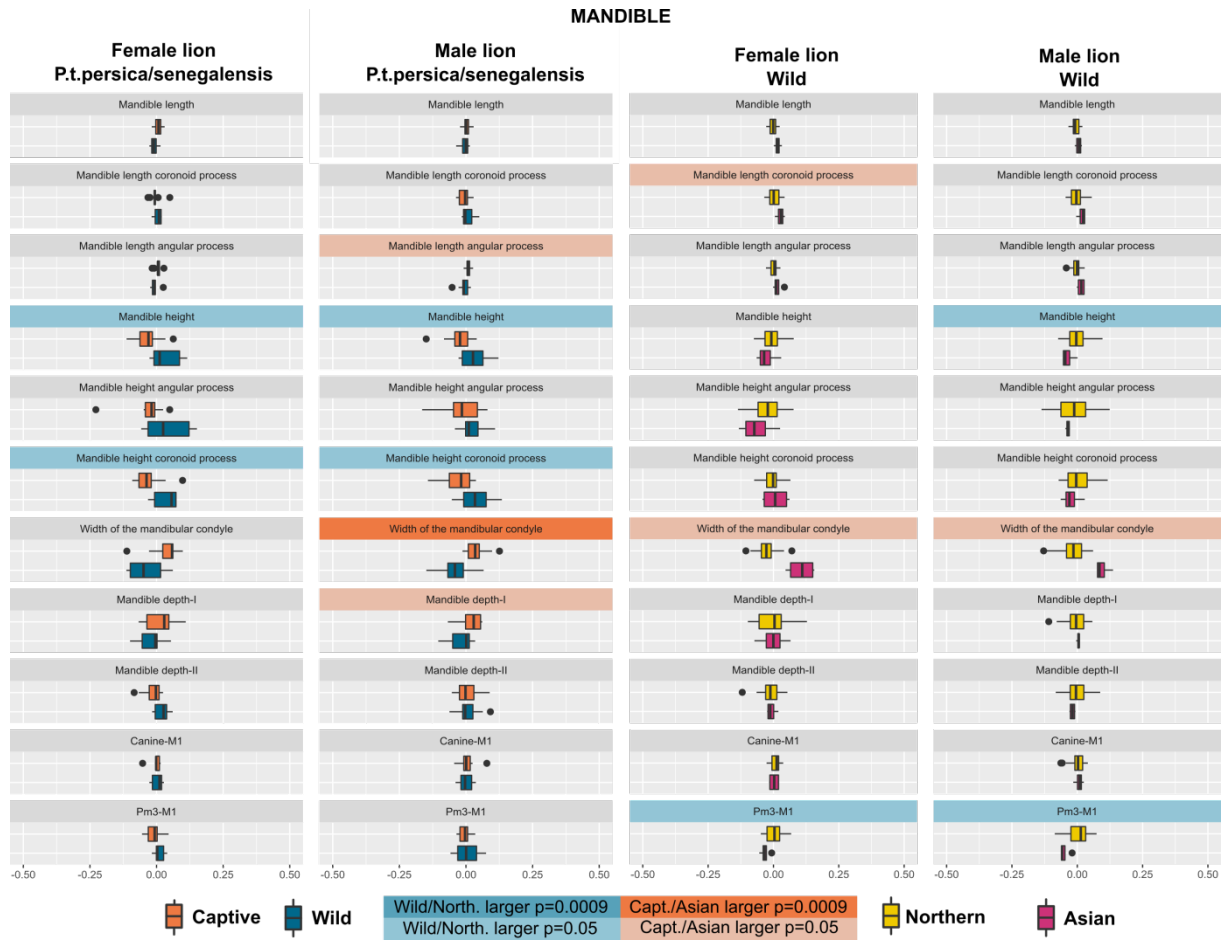 MANDIBLE
Female lion
P.t.persica/senegalensis
Mandible length
Mandible length coronoid process
Mandible length angular process
Mandible height
Mandible height angular process
Mandible height coronoid process
Width of the mandibular condyle
Mandible depth-I
Mandible depth-II
Canine-M1
Pm3-M1
-0.50 -0.25 0.00 0.25 0.50
Male lion
P.t.persica/senegalensis
Mandible length
Mandible length coronoid process
Mandible length angular process
Mandible height
Mandible height angular process
Mandible height coronoid process
Width of the mandibular condyle
Mandible depth-I
Mandible depth-II
Canine-M1
Pm3-M1
-0.50 -0.25 0.00 0.25 0.50
Female lion
Wild
Mandible length
Mandible length coronoid process
Mandible length angular process
Mandible height
Mandible height angular process
Mandible height coronoid process
Width of the mandibular condyle
Mandible depth-I
Mandible depth-II
Canine-M1
Pm3-M1
-0.50 -0.25 0.00 0.25 0.50
Male lion
Wild
Mandible length
Mandible length coronoid process
Mandible length angular process
Mandible height
Mandible height angular process
Mandible height coronoid process
Width of the mandibular condyle
Mandible depth-I
Mandible depth-II
Canine-M1
Pm3-M1
-0.50 -0.25 0.00 0.25 0.50
Captive
Wild
Wild/North. larger p=0.0009
Wild/North. larger p=0.05
Capt./Asian larger p=0.0009
Capt./Asian larger p=0.05
Northern
Asian